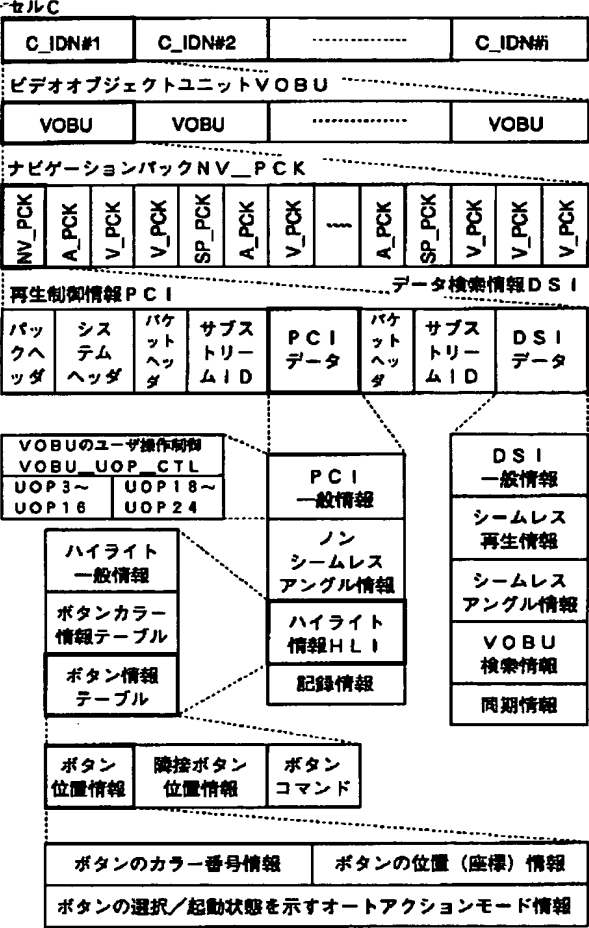 セルC
C_IDN#1 C_IDN#2 ………… C_IDN#i
ビデオオブジェクトユニットVOBU
VOBU VOBU ………… VOBU
ナビゲーションパックNV__PCK
NV_PCK A_PCK V_PCK V_PCK SP_PCK A_PCK V_PCK A_PCK SP_PCK V_PCK V_PCK V_PCK
再生制御情報PCI
データ検索情報DSI
パックヘッダ
システムヘッダ
パケットヘッダ
サブストリームID
PCIデータ
パケットヘッダ
サブストリームID
DSIデータ
VOBUのユーザ操作制御
VOBU__UOP__CTL
UOP3〜
UOP16
UOP18〜
UOP24
PCI
一般情報
ノン
シームレス
アングル情報
ハイライト
情報HLI
記録情報
DSI
一般情報
シームレス
再生情報
シームレス
アングル情報
VOBU
検索情報
同期情報
ハイライト
一般情報
ボタンカラー
情報テーブル
ボタン情報
テーブル
ボタン
位置情報
隣接ボタン
位置情報
ボタン
コマンド
ボタンのカラー番号情報
ボタンの位置（座標）情報
ボタンの選択／起動状態を示すオートアクションモード情報